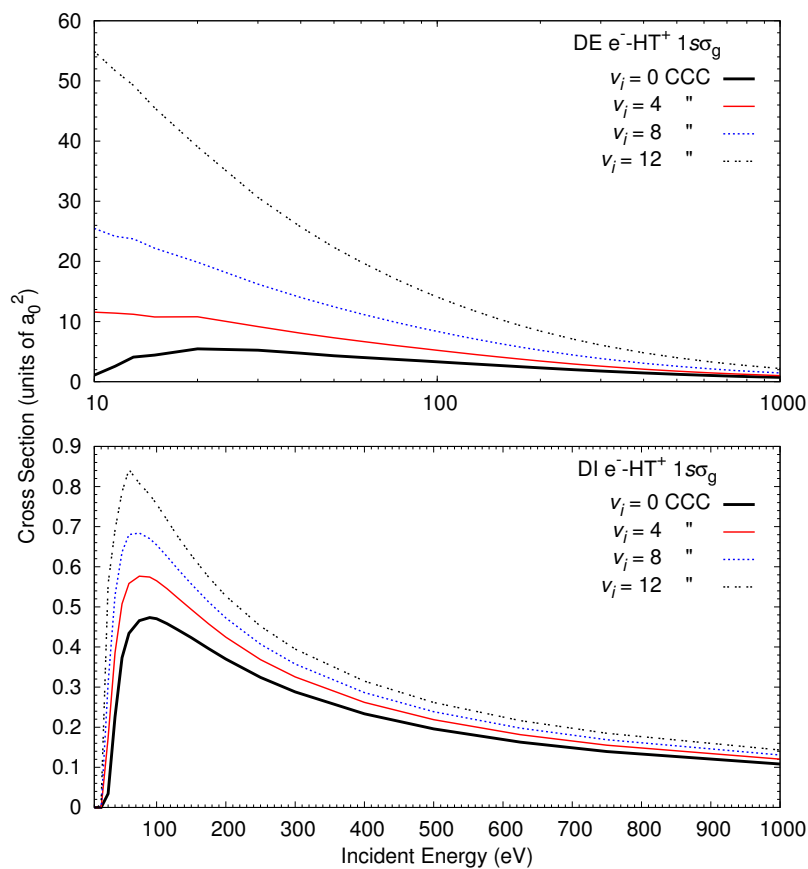 Cross Section (units of a₀²)
60
50
40
30
20
10
0
10
100
1000
DE e⁻-HT⁺ 1sσg
vᵢ = 0 CCC
vᵢ = 4 "
vᵢ = 8 "
vᵢ = 12 "
0.9
0.8
0.7
0.6
0.5
0.4
0.3
0.2
0.1
0
DI e⁻-HT⁺ 1sσg
vᵢ = 0 CCC
vᵢ = 4 "
vᵢ = 8 "
vᵢ = 12 "
100 200 300 400 500 600 700 800 900 1000
Incident Energy (eV)